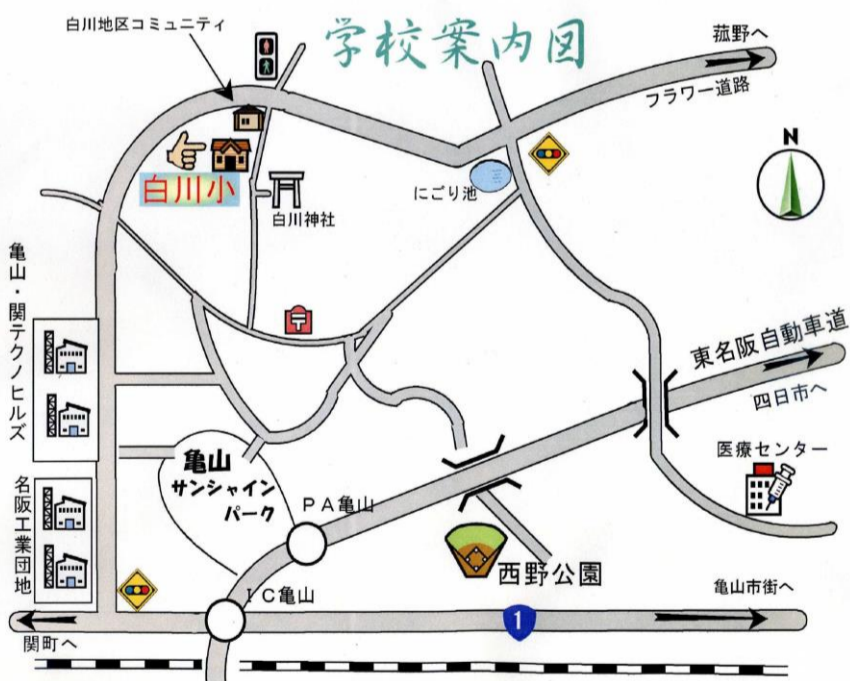 学校案内図
白川地区コミュニティ
菰野へ
フラワー道路
N
白川小
白川神社
にごり池
亀山・関テクノヒルズ
〒
東名阪自動車道
四日市へ
医療センター
亀山
サンシャイン
パーク
PA亀山
名阪工業団地
西野公園
IC亀山
亀山市街へ
1
関町へ